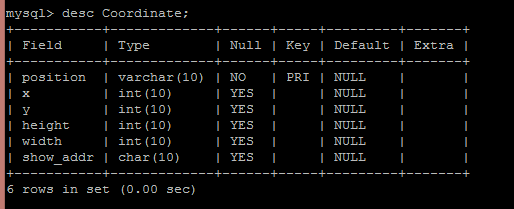 mysql> desc Coordinate;
+-----------+-------------+------+-----+---------+-------+
| Field     | Type        | Null | Key | Default | Extra |
+-----------+-------------+------+-----+---------+-------+
| position  | varchar(10) | NO   | PRI | NULL    |       |
| x         | int(10)     | YES  |     | NULL    |       |
| y         | int(10)     | YES  |     | NULL    |       |
| height    | int(10)     | YES  |     | NULL    |       |
| width     | int(10)     | YES  |     | NULL    |       |
| show_addr | char(10)    | YES  |     | NULL    |       |
+-----------+-------------+------+-----+---------+-------+
6 rows in set (0.00 sec)